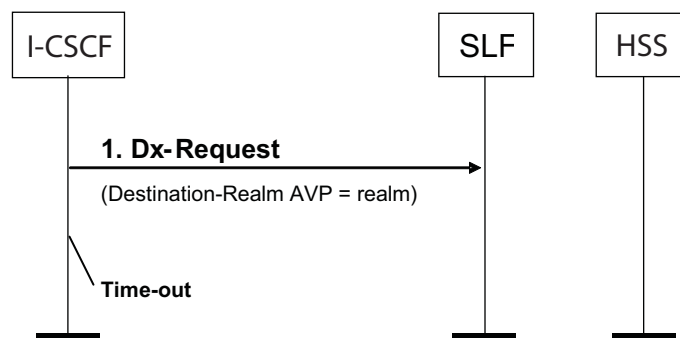 I-CSCF
SLF
HSS
1. Dx-Request
(Destination-Realm AVP = realm)
Time-out